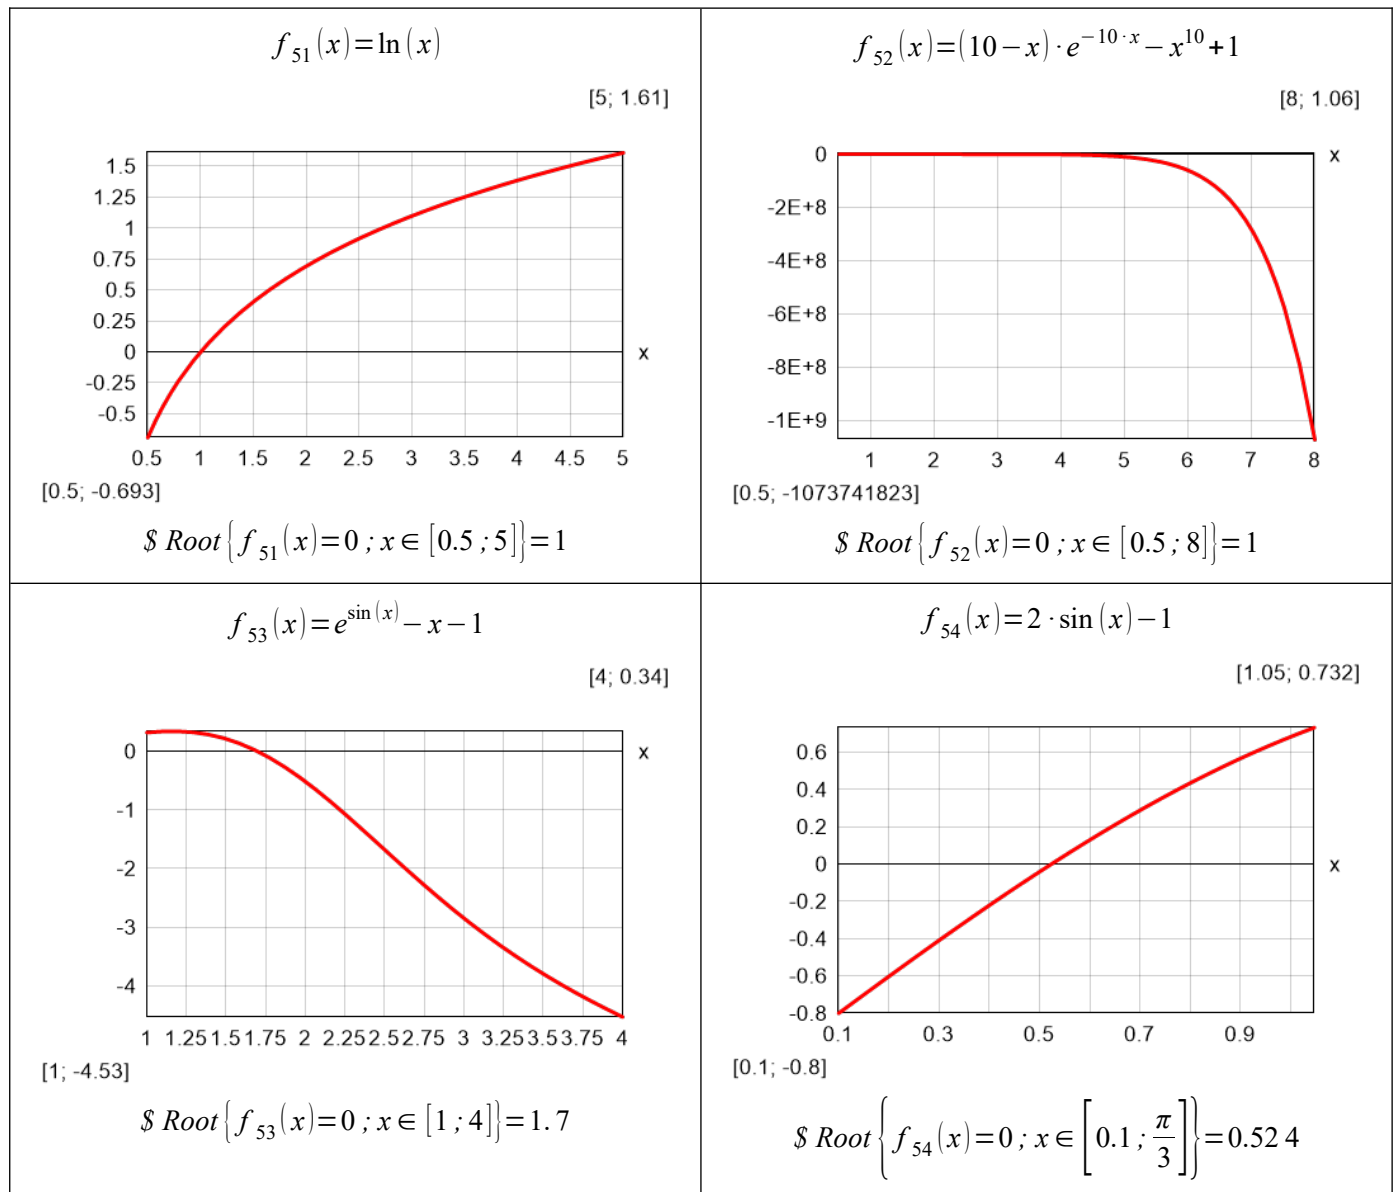 f51(x)=ln(x)
[5; 1.61]
1.5
1.25
1
0.75
0.5
0.25
0
-0.25
-0.5
x
0.5 1 1.5 2 2.5 3 3.5 4 4.5 5
[0.5; -0.693]
$ Root{f51(x)=0 ; x ∈ [0.5 ; 5]}=1
f52(x)=(10−x)·e^(−10·x)−x^10+1
[8; 1.06]
0
-2E+8
-4E+8
-6E+8
-8E+8
-1E+9
x
1 2 3 4 5 6 7 8
[0.5; -1073741823]
$ Root{f52(x)=0 ; x ∈ [0.5 ; 8]}=1
f53(x)=e^sin(x)−x−1
[4; 0.34]
0
-1
-2
-3
-4
x
1 1.25 1.5 1.75 2 2.25 2.5 2.75 3 3.25 3.5 3.75 4
[1; -4.53]
$ Root{f53(x)=0 ; x ∈ [1 ; 4]}=1.7
f54(x)=2·sin(x)−1
[1.05; 0.732]
0.6
0.4
0.2
0
-0.2
-0.4
-0.6
-0.8
x
0.1 0.3 0.5 0.7 0.9
[0.1; -0.8]
$ Root{f54(x)=0 ; x ∈ [0.1 ; π/3]}=0.52 4